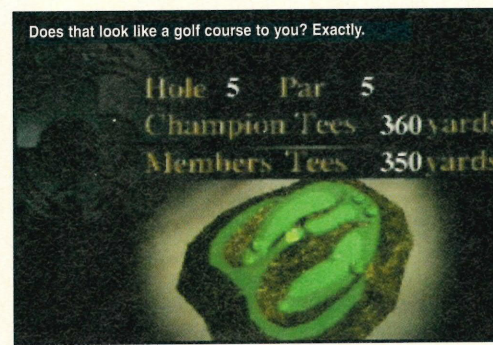 Does that look like a golf course to you? Exactly.
Hole 5 Par 5
Champion Tees 360 yards
Members Tees 350 yards